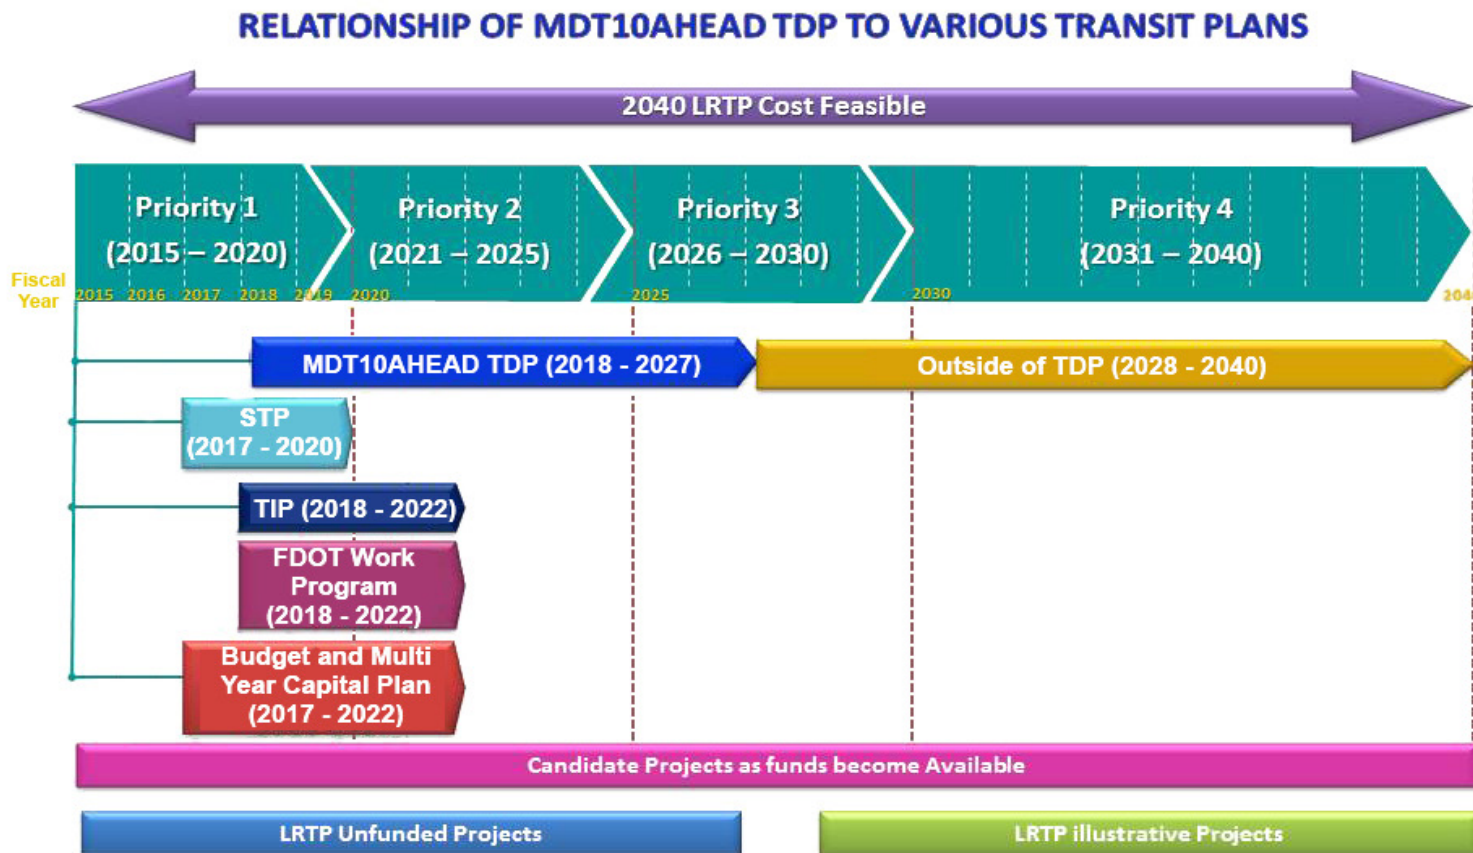 RELATIONSHIP OF MDT10AHEAD TDP TO VARIOUS TRANSIT PLANS
2040 LRTP Cost Feasible
Priority 1
(2015 – 2020)
Priority 2
(2021 – 2025)
Priority 3
(2026 – 2030)
Priority 4
(2031 – 2040)
Fiscal
Year
2015 2016 2017 2018 2019 2020 2025 2030 2040
MDT10AHEAD TDP (2018 - 2027)
Outside of TDP (2028 - 2040)
STP
(2017 - 2020)
TIP (2018 - 2022)
FDOT Work
Program
(2018 - 2022)
Budget and Multi
Year Capital Plan
(2017 - 2022)
Candidate Projects as funds become Available
LRTP Unfunded Projects
LRTP illustrative Projects